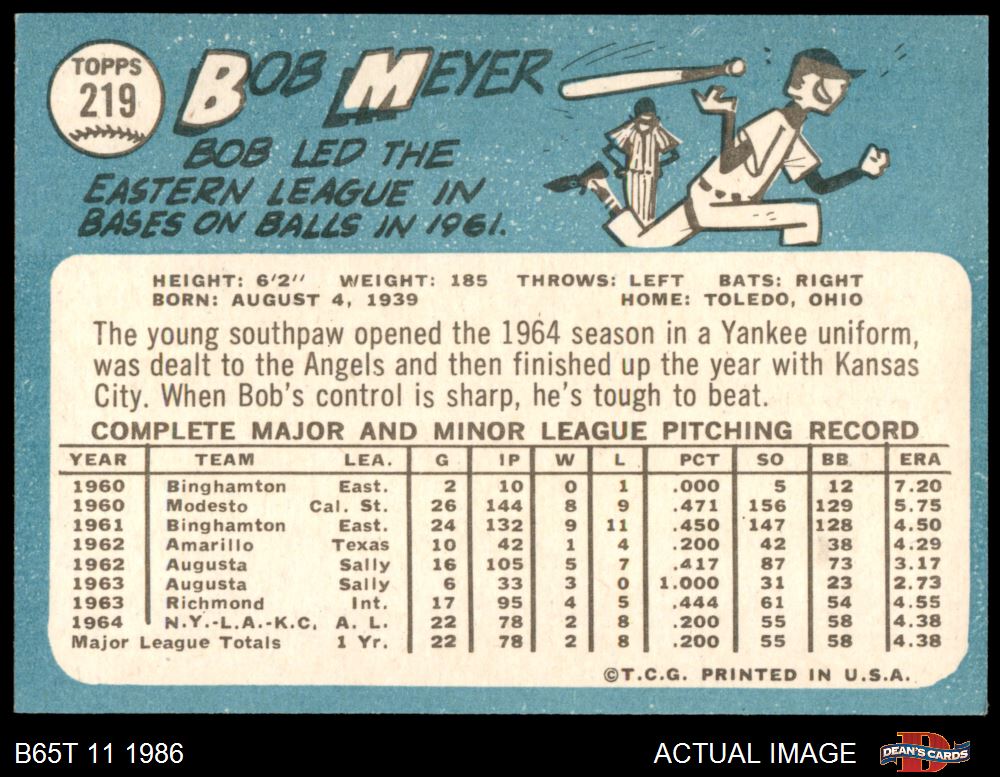 TOPPS
219
BOB MEYER
BOB LED THE
EASTERN LEAGUE IN
BASES ON BALLS IN 1961.
HEIGHT: 6'2" WEIGHT: 185 THROWS: LEFT BATS: RIGHT
BORN: AUGUST 4, 1939 HOME: TOLEDO, OHIO
The young southpaw opened the 1964 season in a Yankee uniform,
was dealt to the Angels and then finished up the year with Kansas
City. When Bob's control is sharp, he's tough to beat.
COMPLETE MAJOR AND MINOR LEAGUE PITCHING RECORD
YEAR TEAM LEA. G IP W L PCT SO BB ERA
1960 Binghamton East. 2 10 0 1 .000 5 12 7.20
1960 Modesto Cal. St. 26 144 8 9 .471 156 129 5.75
1961 Binghamton East. 24 132 9 11 .450 147 128 4.50
1962 Amarillo Texas 10 42 1 4 .200 42 38 4.29
1962 Augusta Sally 16 105 5 7 .417 87 73 3.17
1963 Augusta Sally 6 33 3 0 1.000 31 23 2.73
1963 Richmond Int. 17 95 4 5 .444 61 54 4.55
1964 N.Y.-L.A.-K.C. A. L. 22 78 2 8 .200 55 58 4.38
Major League Totals 1 Yr. 22 78 2 8 .200 55 58 4.38
©T.C.G. PRINTED IN U.S.A.
B65T 11 1986 ACTUAL IMAGE DEAN'S CARDS